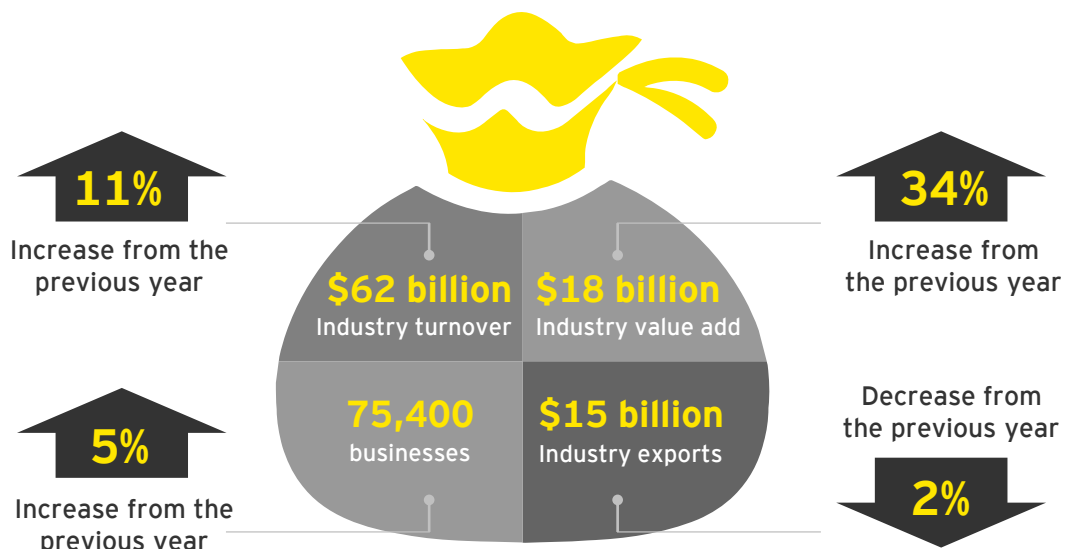 11%
Increase from the
previous year
34%
Increase from
the previous year
$62 billion
Industry turnover
$18 billion
Industry value add
75,400
businesses
$15 billion
Industry exports
5%
Increase from the
previous year
Decrease from
the previous year
2%